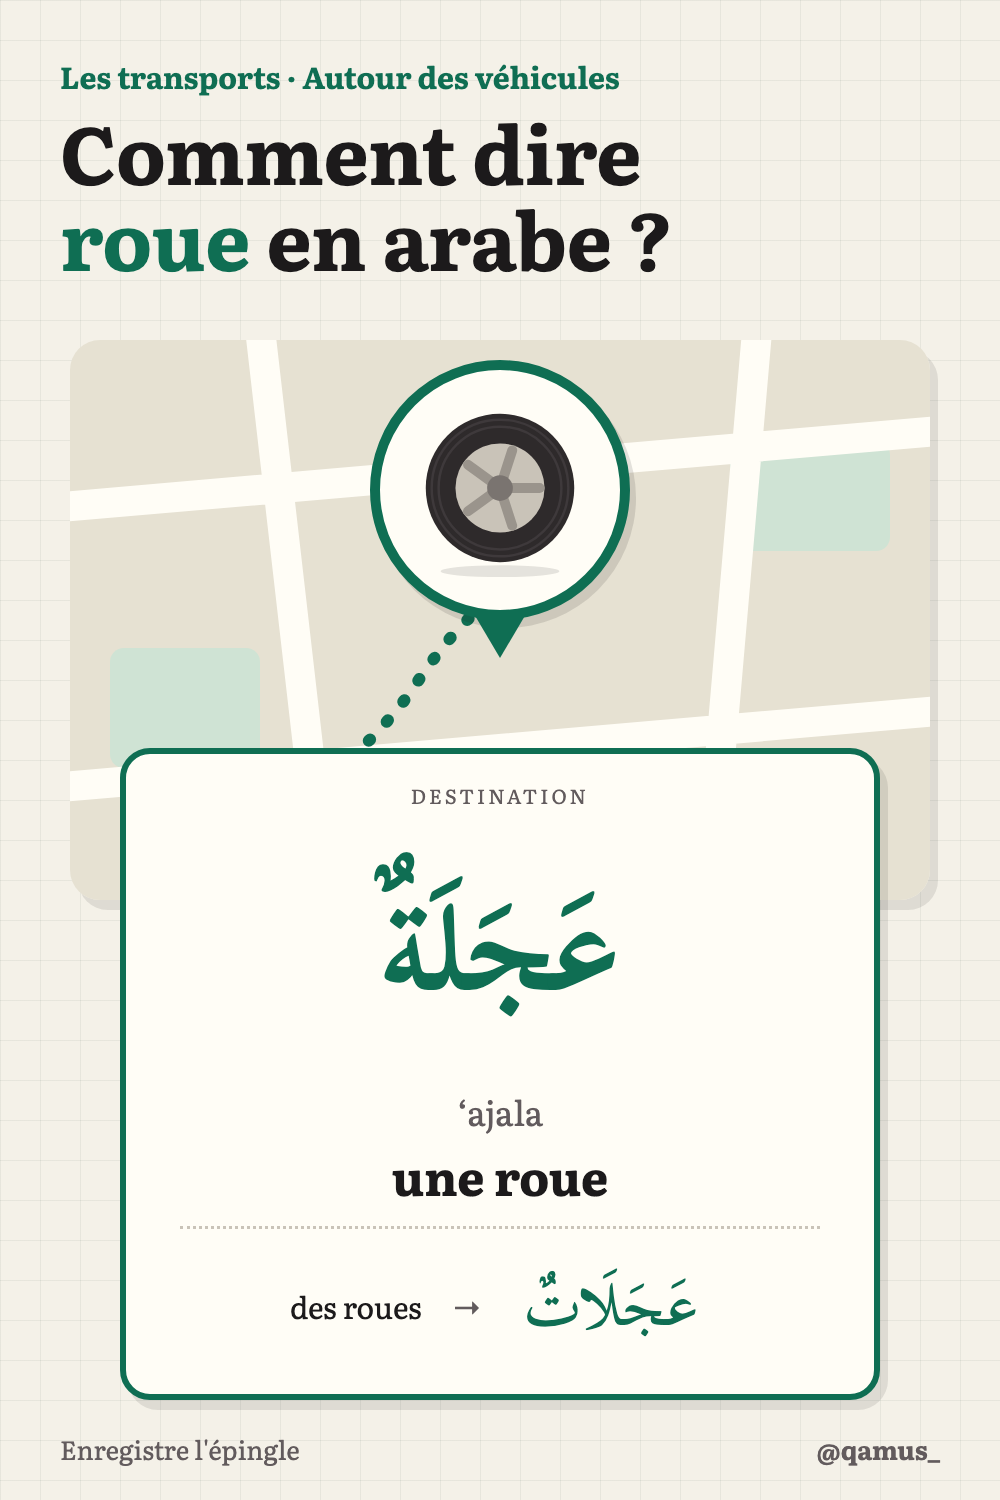 Les transports · Autour des véhicules
Comment dire
roue en arabe ?
DESTINATION
عَجَلَةٌ
‘ajala
une roue
des roues → عَجَلَاتٌ
Enregistre l'épingle
@qamus_